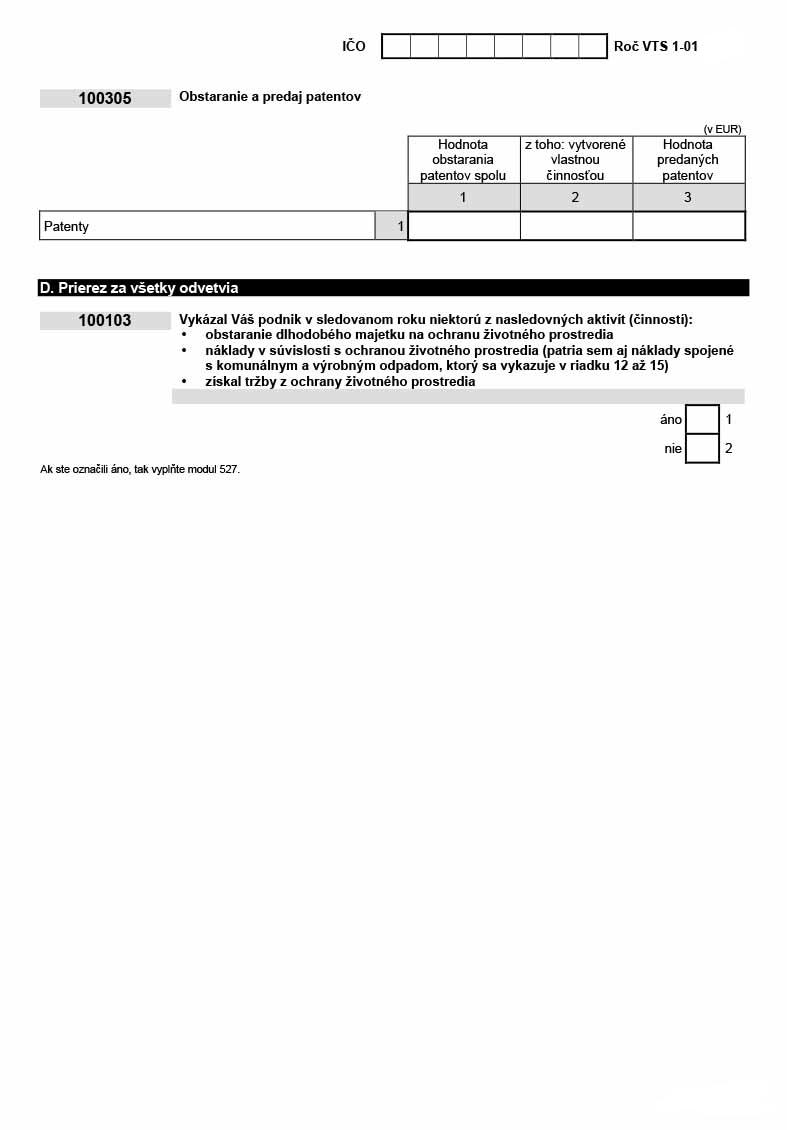 IČO Roč VTS 1-01
100305 Obstaranie a predaj patentov
(v EUR)
Hodnota obstarania patentov spolu
z toho: vytvorené vlastnou činnosťou
Hodnota predaných patentov
1 2 3
Patenty 1
D. Prierez za všetky odvetvia
100103 Vykázal Váš podnik v sledovanom roku niektorú z nasledovných aktivít (činností):
• obstaranie dlhodobého majetku na ochranu životného prostredia
• náklady v súvislosti s ochranou životného prostredia (patria sem aj náklady spojené
s komunálnym a výrobným odpadom, ktorý sa vykazuje v riadku 12 až 15)
• získal tržby z ochrany životného prostredia
áno 1
nie 2
Ak ste označili áno, tak vyplňte modul 527.